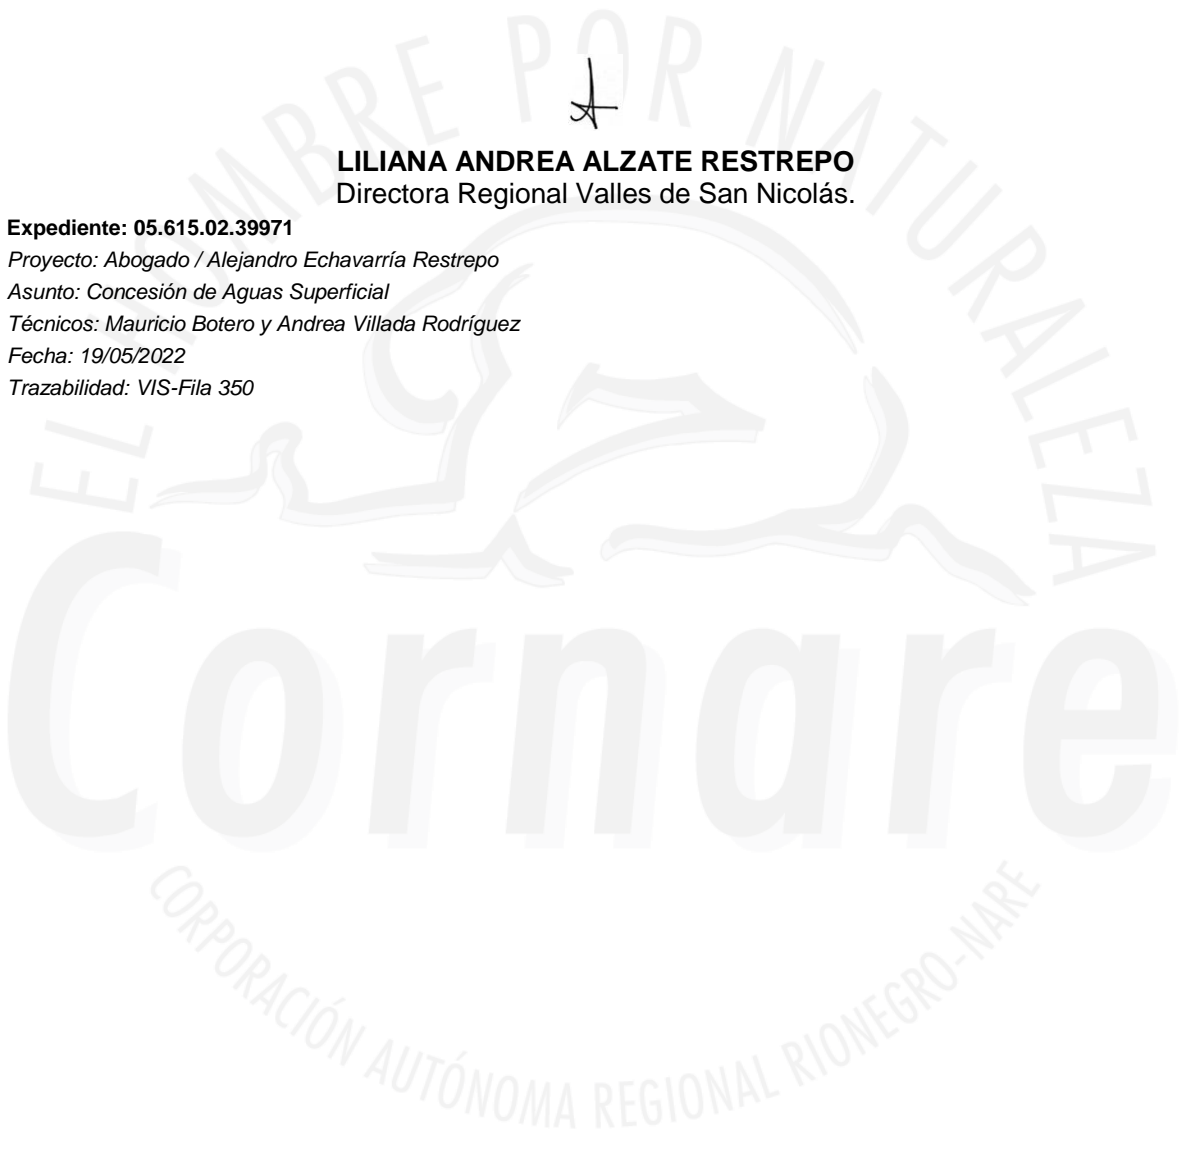 LILIANA ANDREA ALZATE RESTREPO
Directora Regional Valles de San Nicolás.
Expediente: 05.615.02.39971
Proyecto: Abogado / Alejandro Echavarría Restrepo
Asunto: Concesión de Aguas Superficial
Técnicos: Mauricio Botero y Andrea Villada Rodríguez
Fecha: 19/05/2022
Trazabilidad: VIS-Fila 350
EL HOMBRE POR NATURALEZA
Cornare
CORPORACIÓN AUTÓNOMA REGIONAL RIONEGRO-NARE